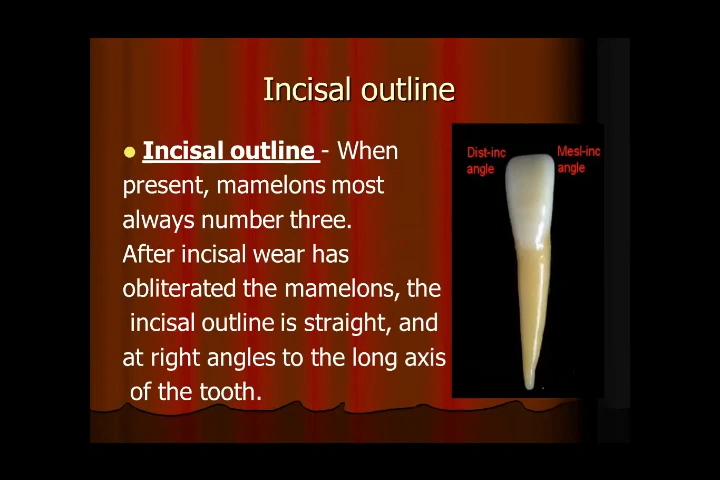 Incisal outline
Incisal outline - When
present, mamelons most
always number three.
After incisal wear has
obliterated the mamelons, the
incisal outline is straight, and
at right angles to the long axis
of the tooth.
Dist-inc
angle
Mesl-inc
angle